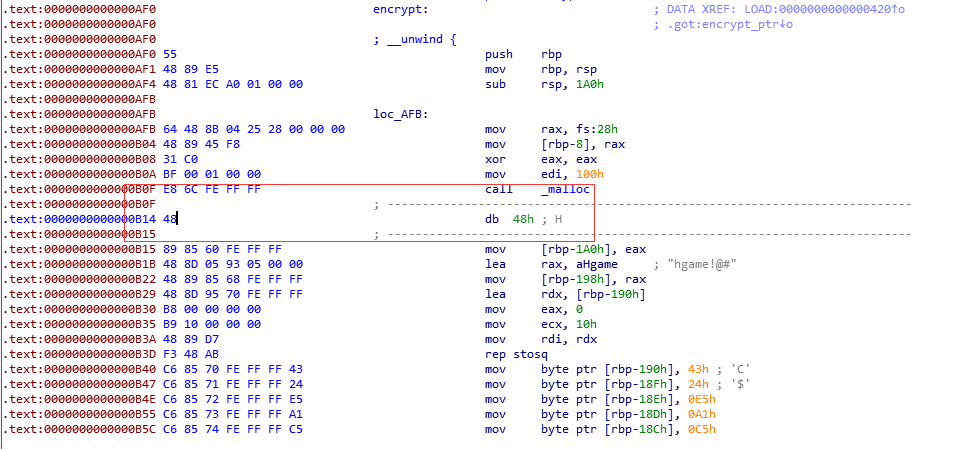 .text:0000000000000AF0 encrypt: ; DATA XREF: LOAD:0000000000000420↑o
.text:0000000000000AF0 ; .got:encrypt_ptr↓o
.text:0000000000000AF0 ; __unwind {
.text:0000000000000AF0 55 push rbp
.text:0000000000000AF1 48 89 E5 mov rbp, rsp
.text:0000000000000AF4 48 81 EC A0 01 00 00 sub rsp, 1A0h
.text:0000000000000AFB
.text:0000000000000AFB loc_AFB:
.text:0000000000000AFB 64 48 8B 04 25 28 00 00 00 mov rax, fs:28h
.text:0000000000000B04 48 89 45 F8 mov [rbp-8], rax
.text:0000000000000B08 31 C0 xor eax, eax
.text:0000000000000B0A BF 00 01 00 00 mov edi, 100h
.text:0000000000000B0F E8 6C FE FF FF call _malloc
.text:0000000000000B0F ; ---------------------------------------------------------------------------
.text:0000000000000B14 48 db 48h ; H
.text:0000000000000B15 ; ---------------------------------------------------------------------------
.text:0000000000000B15 89 85 60 FE FF FF mov [rbp-1A0h], eax
.text:0000000000000B1B 48 8D 05 93 05 00 00 lea rax, aHgame ; "hgame!@#"
.text:0000000000000B22 48 89 85 68 FE FF FF mov [rbp-198h], rax
.text:0000000000000B29 48 8D 95 70 FE FF FF lea rdx, [rbp-190h]
.text:0000000000000B30 B8 00 00 00 00 mov eax, 0
.text:0000000000000B35 B9 10 00 00 00 mov ecx, 10h
.text:0000000000000B3A 48 89 D7 mov rdi, rdx
.text:0000000000000B3D F3 48 AB rep stosq
.text:0000000000000B40 C6 85 70 FE FF FF 43 mov byte ptr [rbp-190h], 43h ; 'C'
.text:0000000000000B47 C6 85 71 FE FF FF 24 mov byte ptr [rbp-18Fh], 24h ; '$'
.text:0000000000000B4E C6 85 72 FE FF FF E5 mov byte ptr [rbp-18Eh], 0E5h
.text:0000000000000B55 C6 85 73 FE FF FF A1 mov byte ptr [rbp-18Dh], 0A1h
.text:0000000000000B5C C6 85 74 FE FF FF C5 mov byte ptr [rbp-18Ch], 0C5h